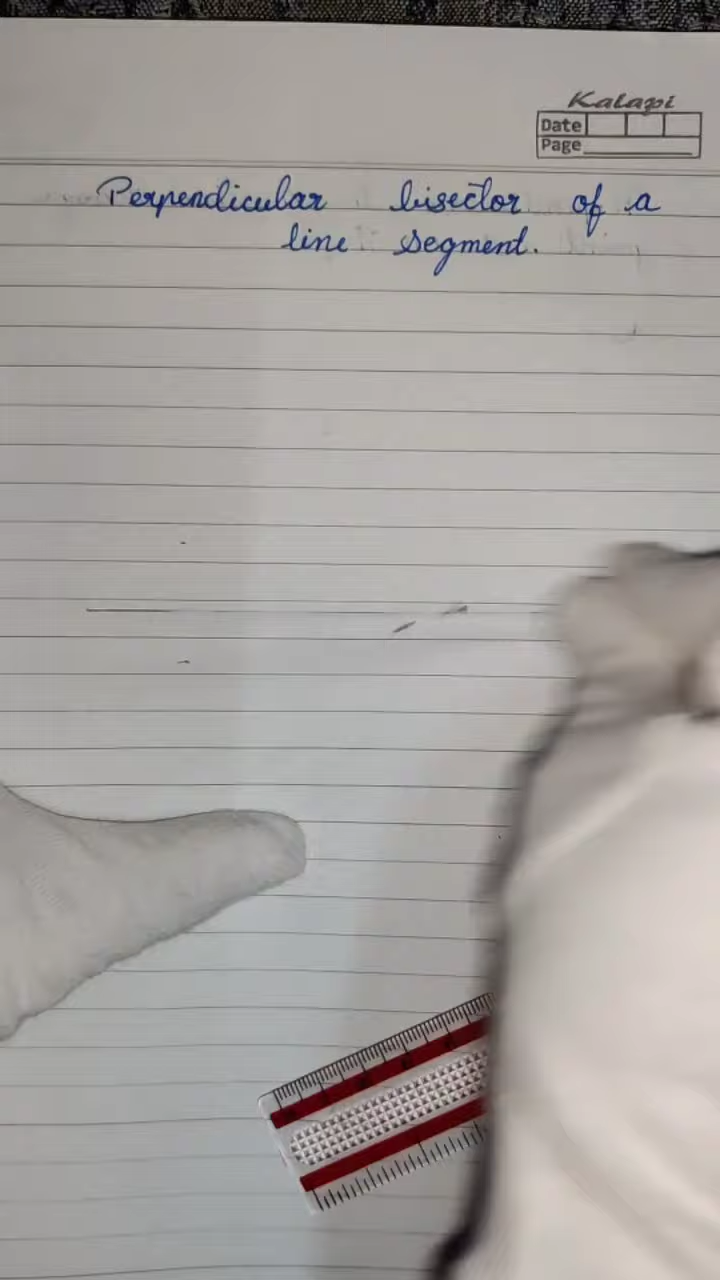 Kalapi
Date
Page
Perpendicular bisector of a
line segment.